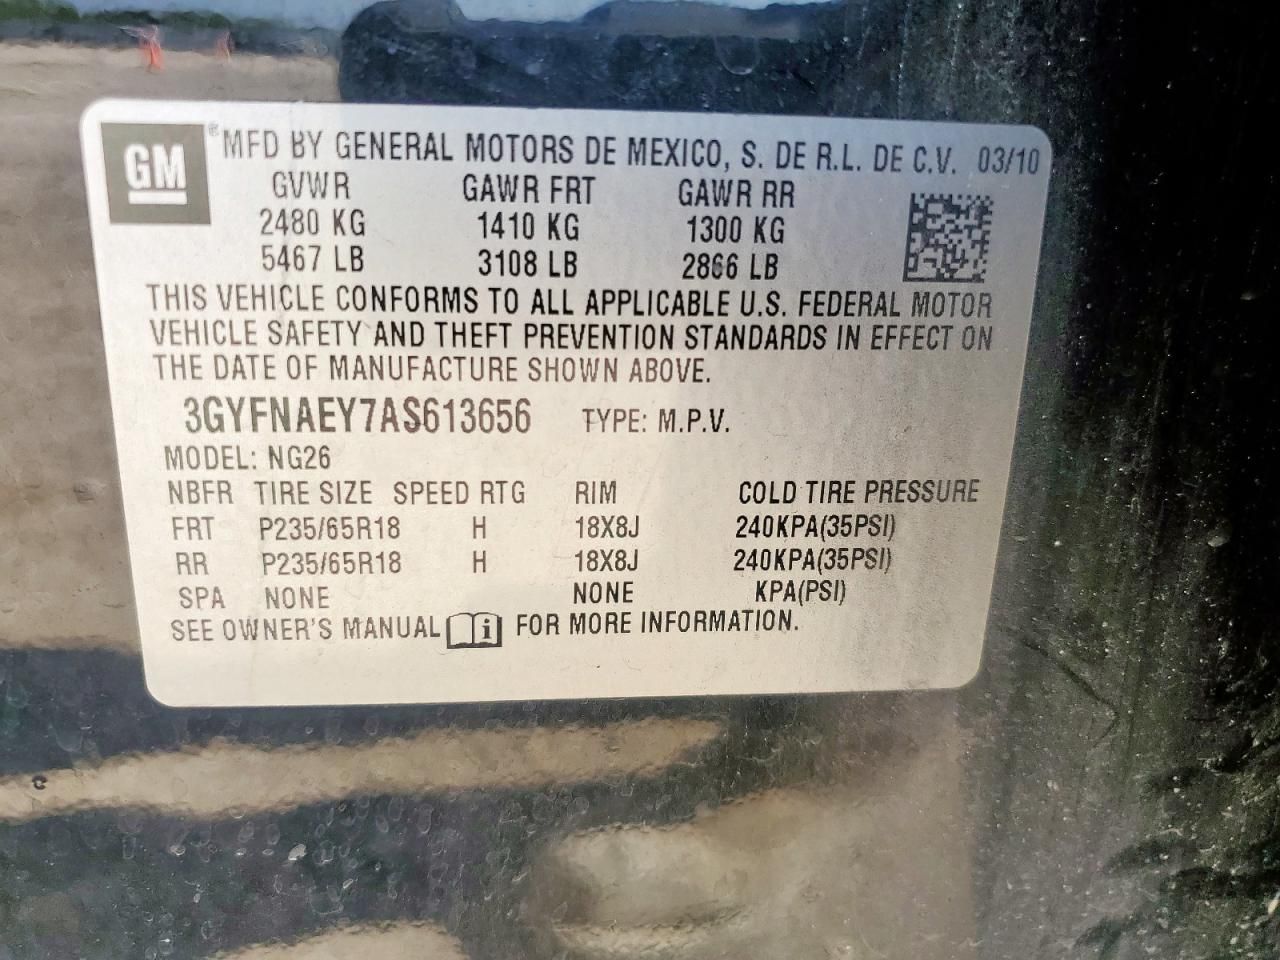 GM ® MFD BY GENERAL MOTORS DE MEXICO, S. DE R.L. DE C.V. 03/10
GVWR GAWR FRT GAWR RR
2480 KG 1410 KG 1300 KG
5467 LB 3108 LB 2866 LB
THIS VEHICLE CONFORMS TO ALL APPLICABLE U.S. FEDERAL MOTOR
VEHICLE SAFETY AND THEFT PREVENTION STANDARDS IN EFFECT ON
THE DATE OF MANUFACTURE SHOWN ABOVE.
3GYFNAEY7AS613656 TYPE: M.P.V.
MODEL: NG26
NBFR TIRE SIZE SPEED RTG RIM COLD TIRE PRESSURE
FRT P235/65R18 H 18X8J 240KPA(35PSI)
RR P235/65R18 H 18X8J 240KPA(35PSI)
SPA NONE NONE KPA(PSI)
SEE OWNER'S MANUAL i FOR MORE INFORMATION.